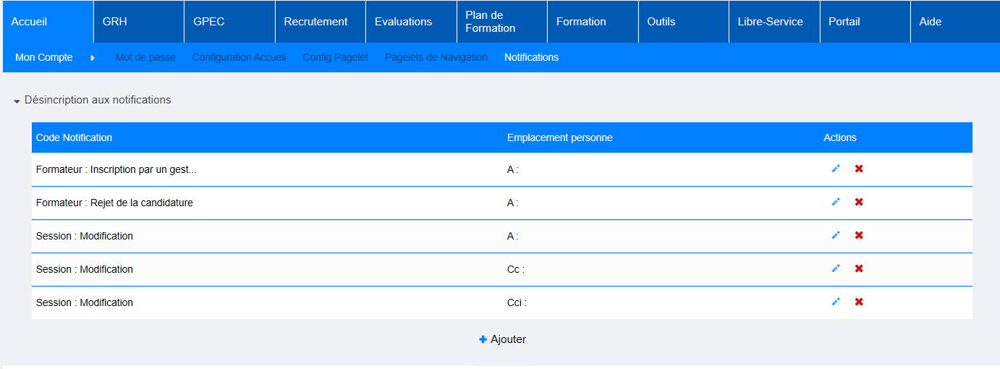 Accueil GRH GPEC Recrutement Evaluations Plan de Formation Formation Outils Libre-Service Portail Aide
Mon Compte Mot de passe Configuration Accueil Config Pagelet Pagelets de Navigation Notifications
Désincription aux notifications
Code Notification Emplacement personne Actions
Formateur : Inscription par un gest... A :
Formateur : Rejet de la candidature A :
Session : Modification A :
Session : Modification Cc :
Session : Modification Cci :
Ajouter